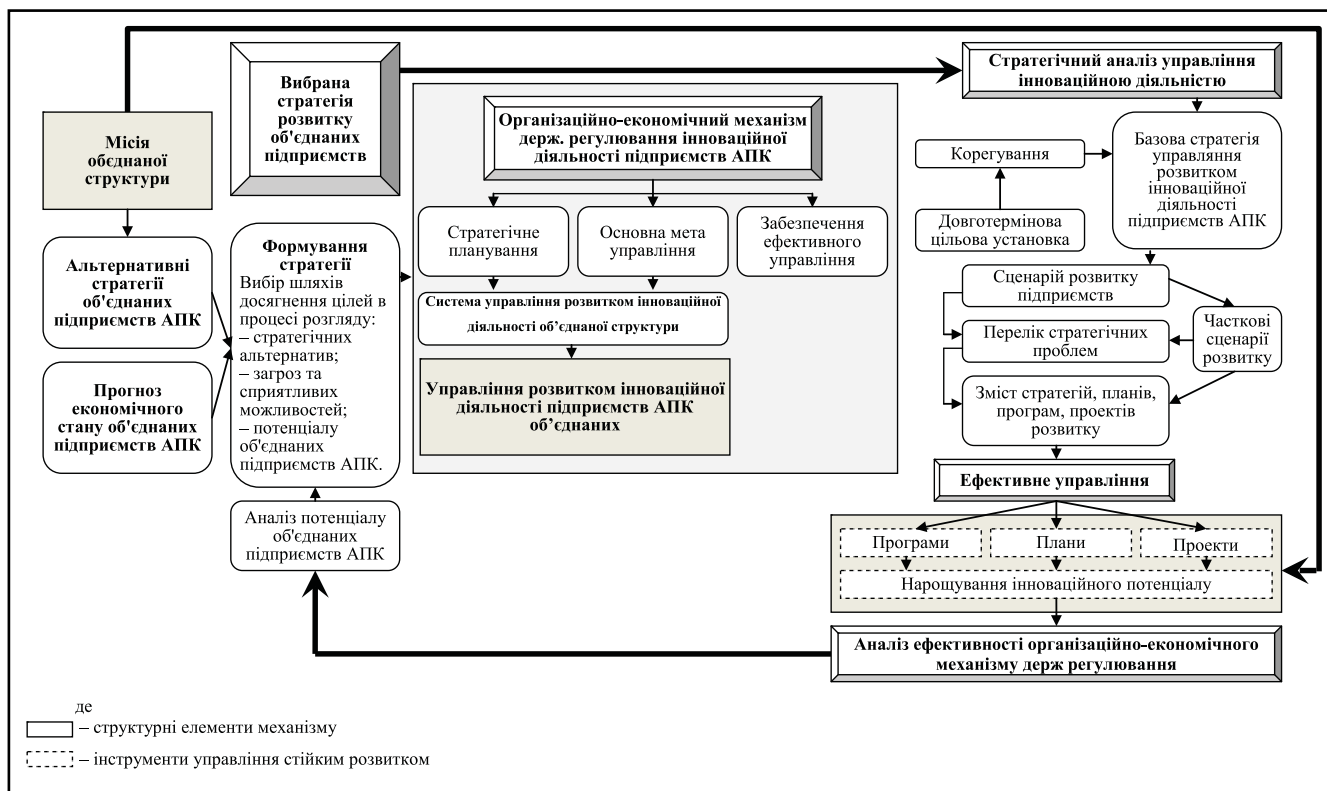 Місія
обєднаної
структури
Альтернативні
стратегії
об'єднаних
підприємств АПК
Прогноз
економічного
стану об'єднаних
підприємств АПК
Вибрана
стратегія
розвитку
об'єднаних
підприємств
Формування
стратегії
Вибір шляхів
досягнення цілей в
процесі розгляду:
– стратегічних
альтернатив;
– загроз та
сприятливих
можливостей;
– потенціалу
об'єднаних
підприємств АПК.
Аналіз потенціалу
об'єднаних
підприємств АПК
Організаційно-економічний механізм
держ. регулювання інноваційної
діяльності підприємств АПК
Стратегічне
планування
Основна мета
управління
Забезпечення
ефективного
управління
Система управління розвитком інноваційної
діяльності об’єднаної структури
Управління розвитком інноваційної
діяльності підприємств АПК
об’єднаних
Стратегічний аналіз управління
інноваційною діяльністю
Корегування
Довготермінова
цільова установка
Базова стратегія
управляння
розвитком
інноваційної
діяльності
підприємств АПК
Сценарій розвитку
підприємств
Перелік стратегічних
проблем
Часткові
сценарії
розвитку
Зміст стратегій, планів,
програм, проектів
розвитку
Ефективне управління
Програми
Плани
Проекти
Нарощування інноваційного потенціалу
Аналіз ефективності організаційно-економічного
механізму держ регулювання
де
– структурні елементи механізму
– інструменти управління стійким розвитком